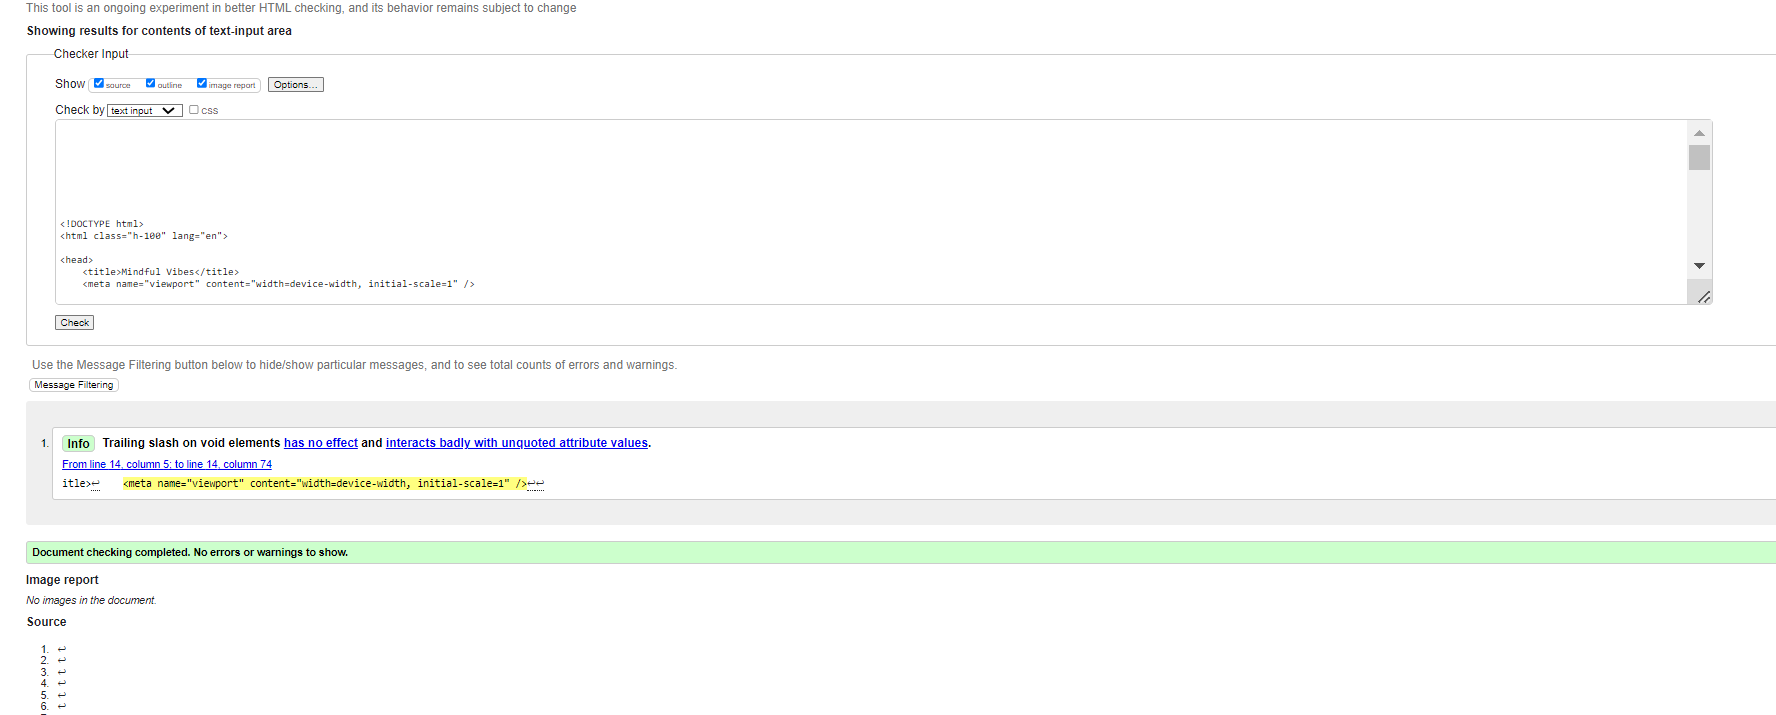 This tool is an ongoing experiment in better HTML checking, and its behavior remains subject to change
Showing results for contents of text-input area
Checker Input
Show source outline image report Options...
Check by text input css
<!DOCTYPE html>
<html class="h-100" lang="en">
<head>
<title>Mindful Vibes</title>
<meta name="viewport" content="width=device-width, initial-scale=1" />
Check
Use the Message Filtering button below to hide/show particular messages, and to see total counts of errors and warnings.
Message Filtering
1. Info Trailing slash on void elements has no effect and interacts badly with unquoted attribute values.
From line 14, column 5; to line 14, column 74
itle>↩ <meta name="viewport" content="width=device-width, initial-scale=1" />↩↩
Document checking completed. No errors or warnings to show.
Image report
No images in the document.
Source
1. ↩
2. ↩
3. ↩
4. ↩
5. ↩
6. ↩